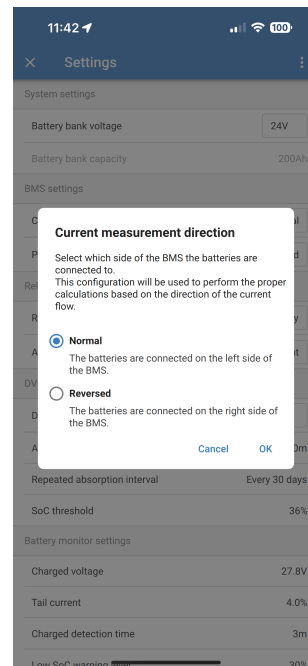 11:42
100
Settings
System settings
Battery bank voltage
24V
Battery bank capacity
200Ah
BMS settings
C
al
Current measurement direction
P
d
Select which side of the BMS the batteries are
connected to.
This configuration will be used to perform the proper
calculations based on the direction of the current
flow.
Rel
R
y
Normal
A
ut
The batteries are connected on the left side of
the BMS.
DV
Reversed
D
The batteries are connected on the right side of
the BMS.
A
0m
Cancel
OK
Repeated absorption interval
Every 30 days
SoC threshold
36%
Battery monitor settings
Charged voltage
27.8V
Tail current
4.0%
Charged detection time
3m
Low SoC warning
30%